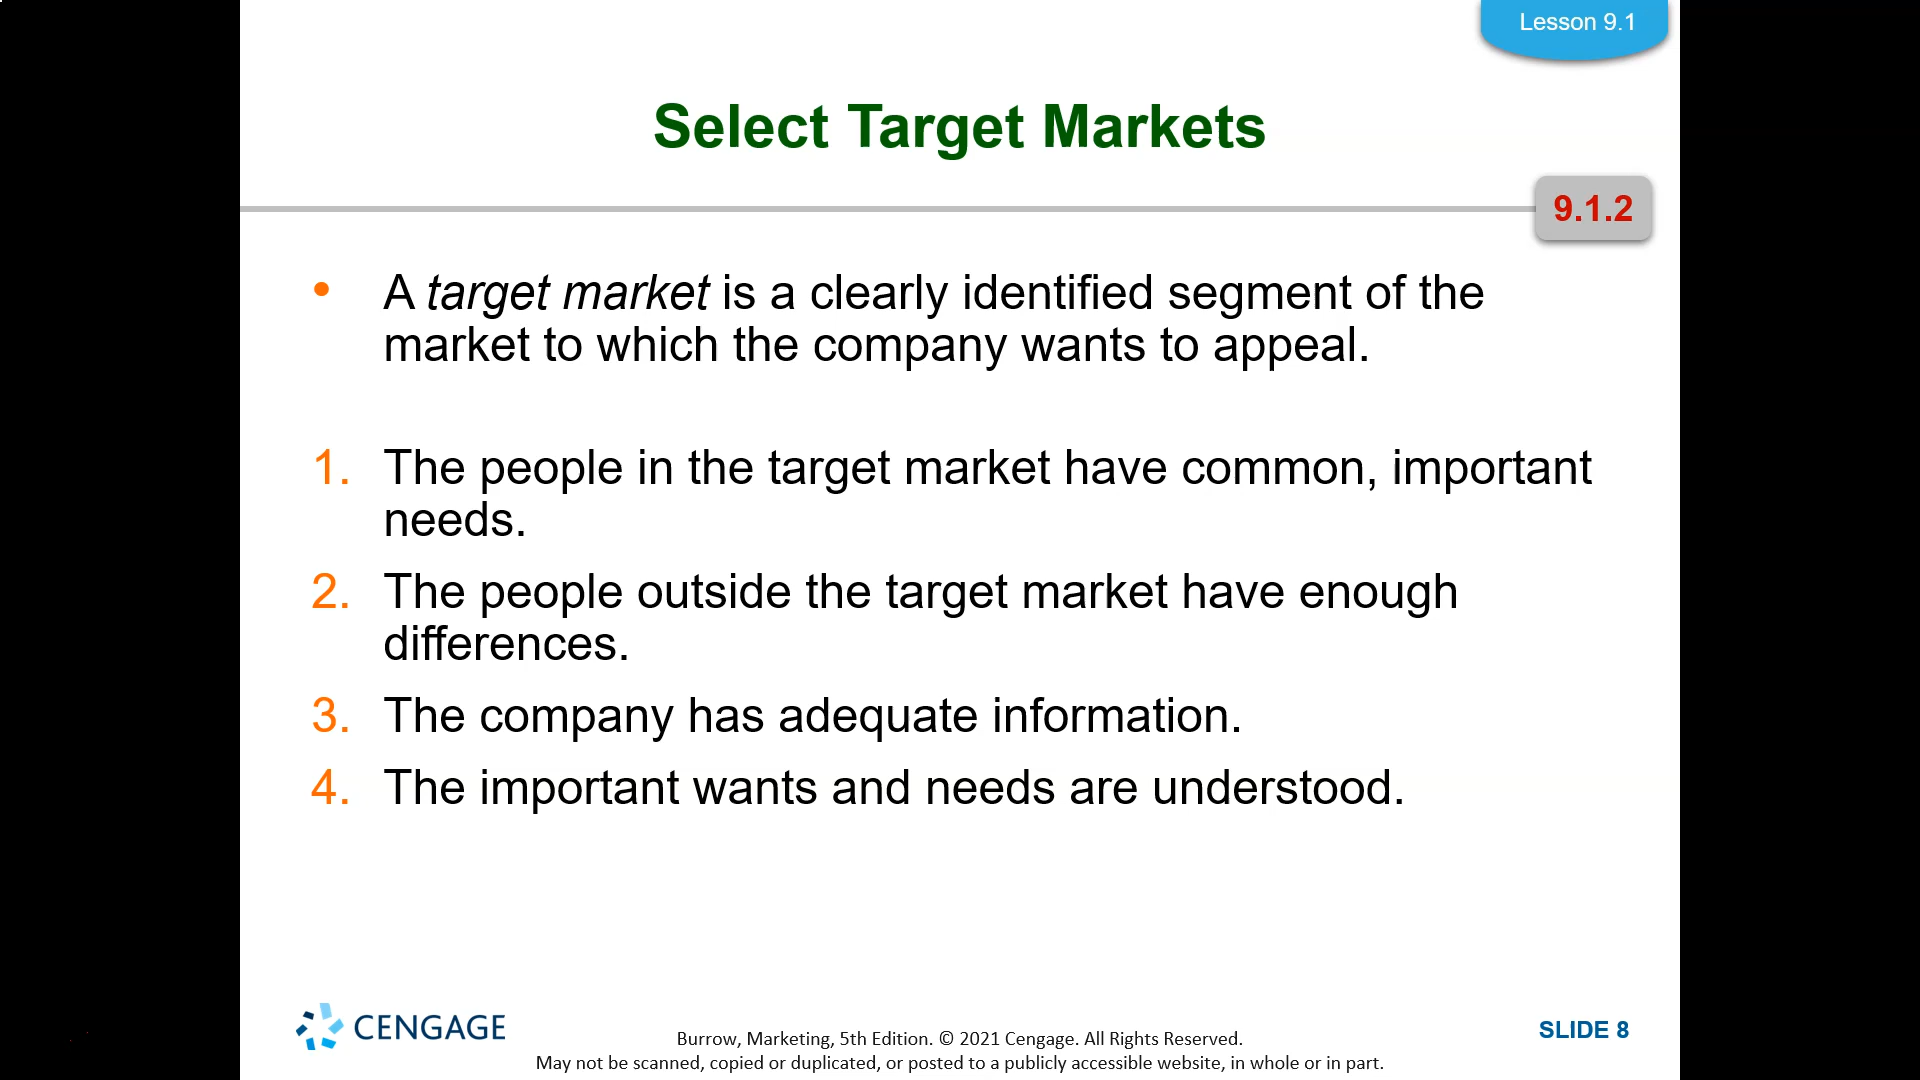 Lesson 9.1
Select Target Markets
9.1.2
• A target market is a clearly identified segment of the
market to which the company wants to appeal.
1. The people in the target market have common, important
needs.
2. The people outside the target market have enough
differences.
3. The company has adequate information.
4. The important wants and needs are understood.
CENGAGE
Burrow, Marketing, 5th Edition. © 2021 Cengage. All Rights Reserved.
May not be scanned, copied or duplicated, or posted to a publicly accessible website, in whole or in part.
SLIDE 8